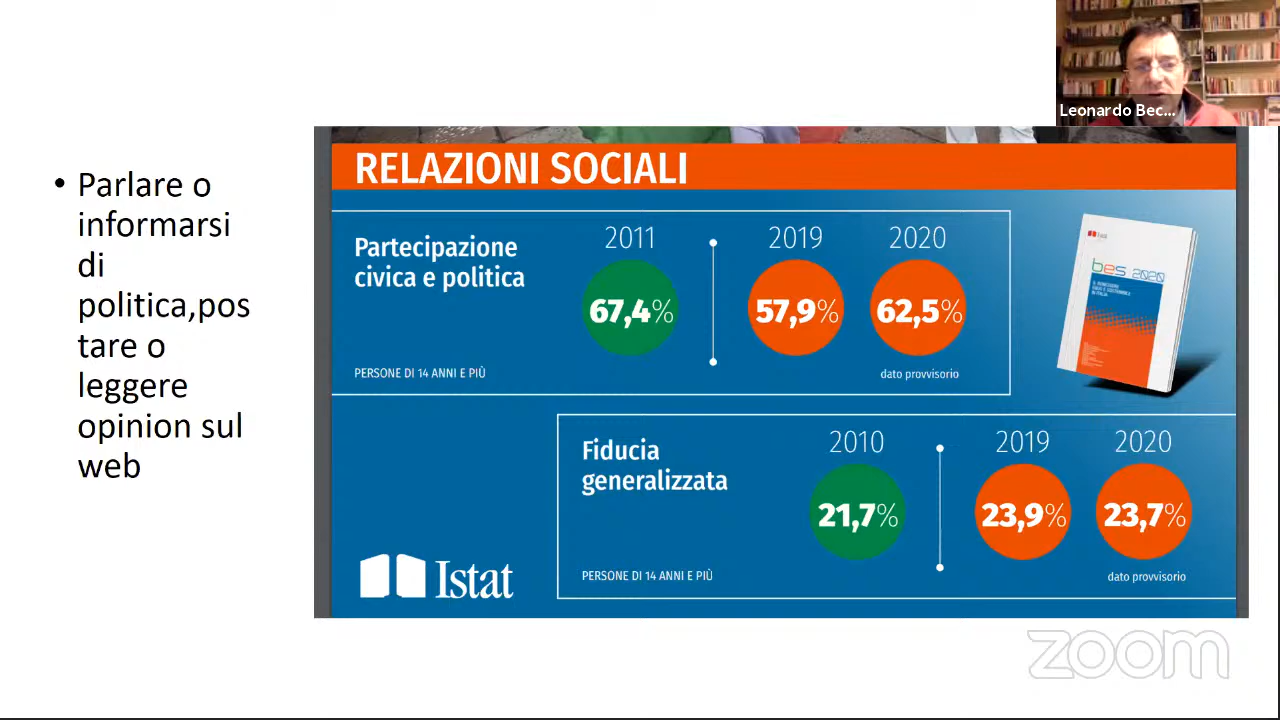 Leonardo Bec...
• Parlare o
informarsi
di
politica,pos
tare o
leggere
opinion sul
web
RELAZIONI SOCIALI
Partecipazione
civica e politica
2011
67,4%
2019
57,9%
2020
62,5%
PERSONE DI 14 ANNI E PIÙ
dato provvisorio
bes 2020
Fiducia
generalizzata
2010
21,7%
2019
23,9%
2020
23,7%
PERSONE DI 14 ANNI E PIÙ
dato provvisorio
Istat
zoom